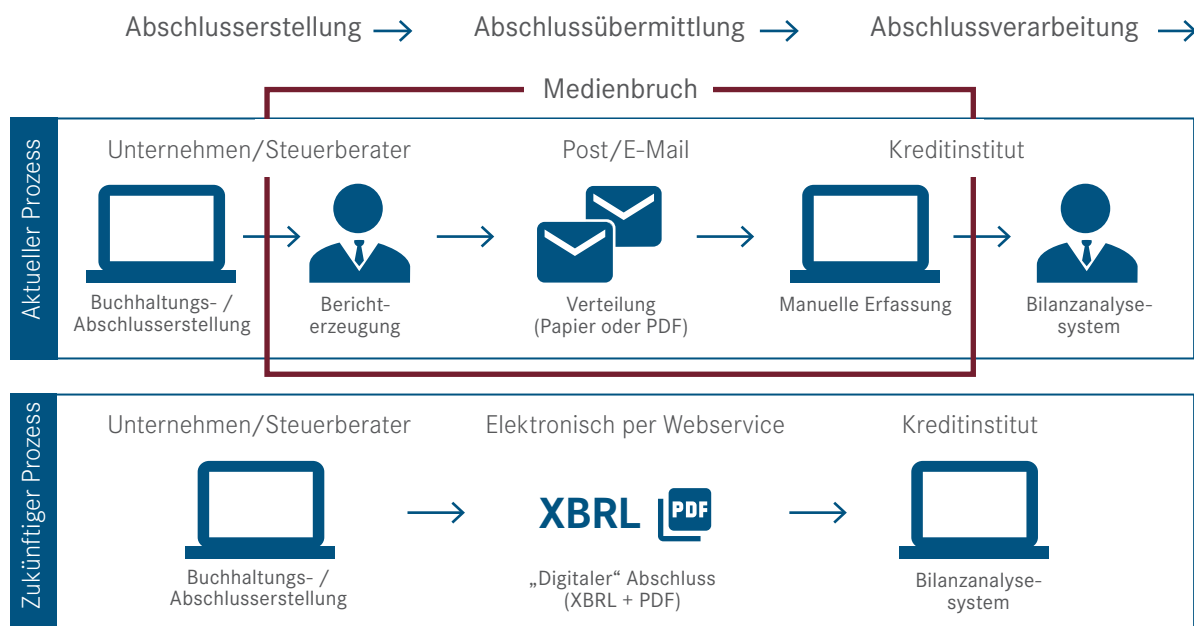 Abschlusserstellung
Abschlussübermittlung
Abschlussverarbeitung
Medienbruch
Aktueller Prozess
Unternehmen/Steuerberater
Post/E-Mail
Kreditinstitut
Buchhaltungs- /
Abschlusserstellung
Bericht-
erzeugung
Verteilung
(Papier oder PDF)
Manuelle Erfassung
Bilanzanalyse-
system
Zukünftiger Prozess
Unternehmen/Steuerberater
Elektronisch per Webservice
Kreditinstitut
XBRL
PDF
Buchhaltungs- /
Abschlusserstellung
„Digitaler“ Abschluss
(XBRL + PDF)
Bilanzanalyse-
system